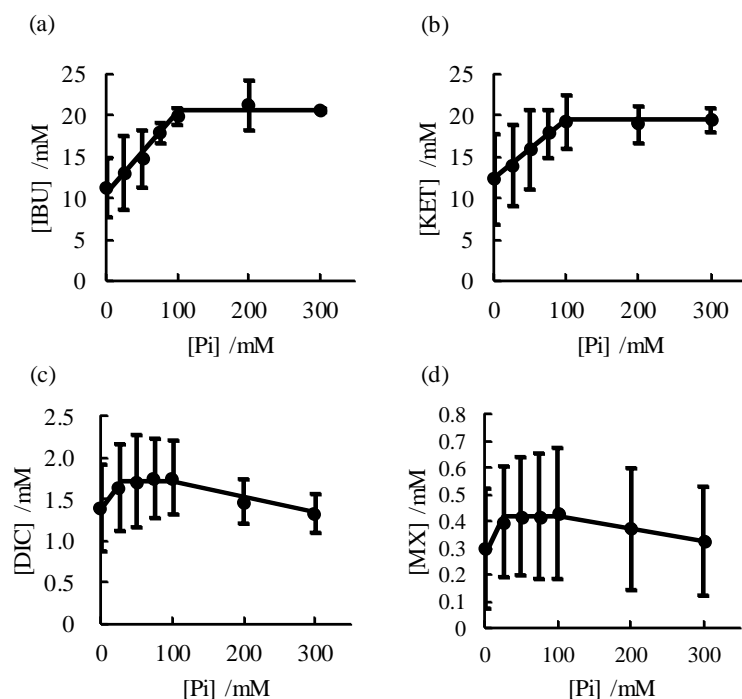 (a)
(b)
25
20
15
10
5
0
[IBU] /mM
0 100 200 300
[Pi] /mM
25
20
15
10
5
0
[KET] /mM
0 100 200 300
[Pi] /mM
(c)
(d)
2.5
2.0
1.5
1.0
0.5
0
[DIC] /mM
0 100 200 300
[Pi] /mM
0.8
0.7
0.6
0.5
0.4
0.3
0.2
0.1
0
[MX] /mM
0 100 200 300
[Pi] /mM